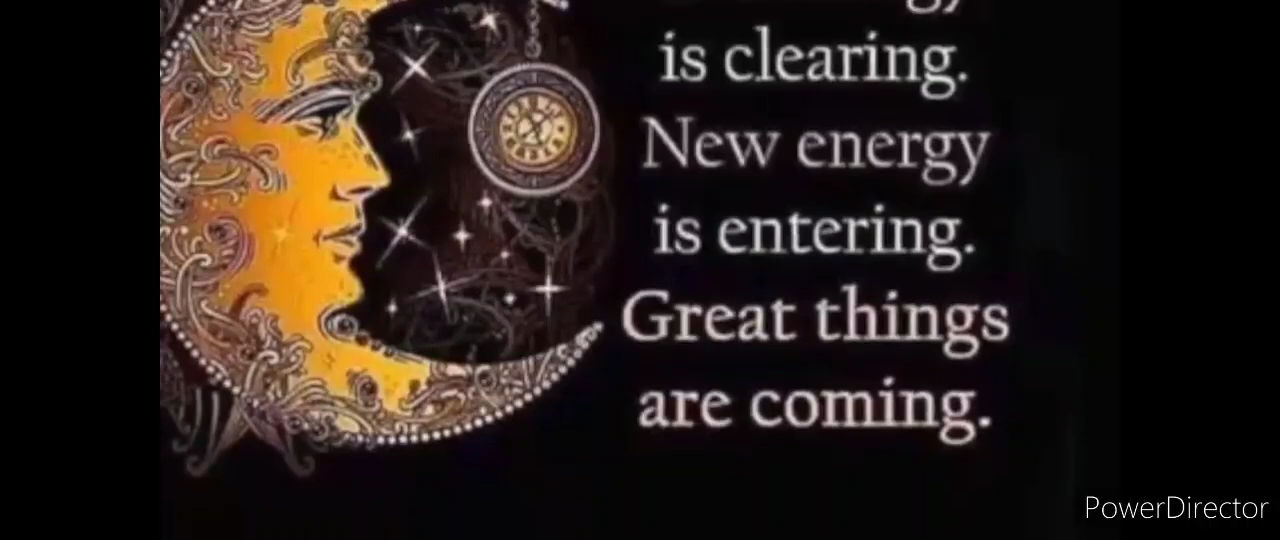 is clearing.
New energy
is entering.
Great things
are coming.
PowerDirector